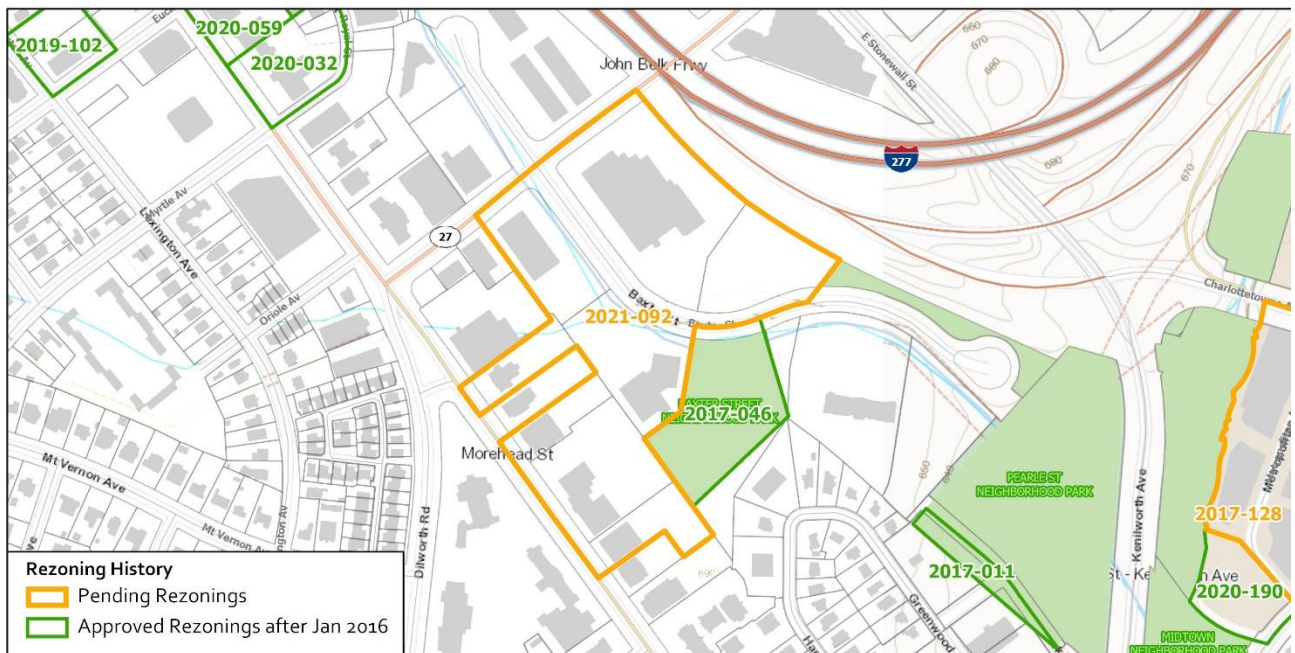 2019-102
2020-059
2020-032
John Belk Frwy
E Stonewall St
660
670
680
277
680
670
Myrtle Av
Lexington Ave
27
Oriole Av
Charlottetowne A
2021-092
2017-046
Morehead St
650
PEARLE ST
NEIGHBORHOOD PARK
Mt Vernon Ave
Mt Vernon Ave
Dilworth Rd
Kenilworth Ave
2017-128
2017-011
2020-190
Greenwood
MIDTOWN
NEIGHBORHOOD PARK
Rezoning History
Pending Rezonings
Approved Rezonings after Jan 2016